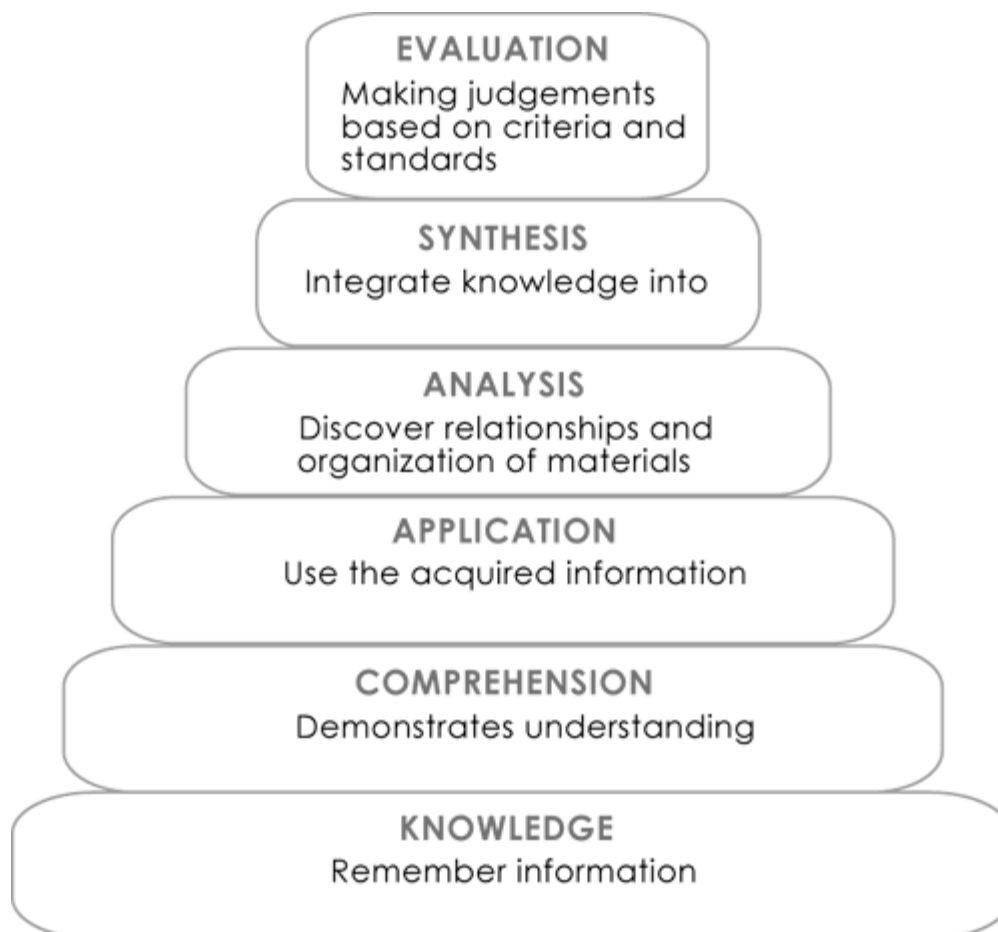 EVALUATION
Making judgements
based on criteria and
standards
SYNTHESIS
Integrate knowledge into
ANALYSIS
Discover relationships and
organization of materials
APPLICATION
Use the acquired information
COMPREHENSION
Demonstrates understanding
KNOWLEDGE
Remember information